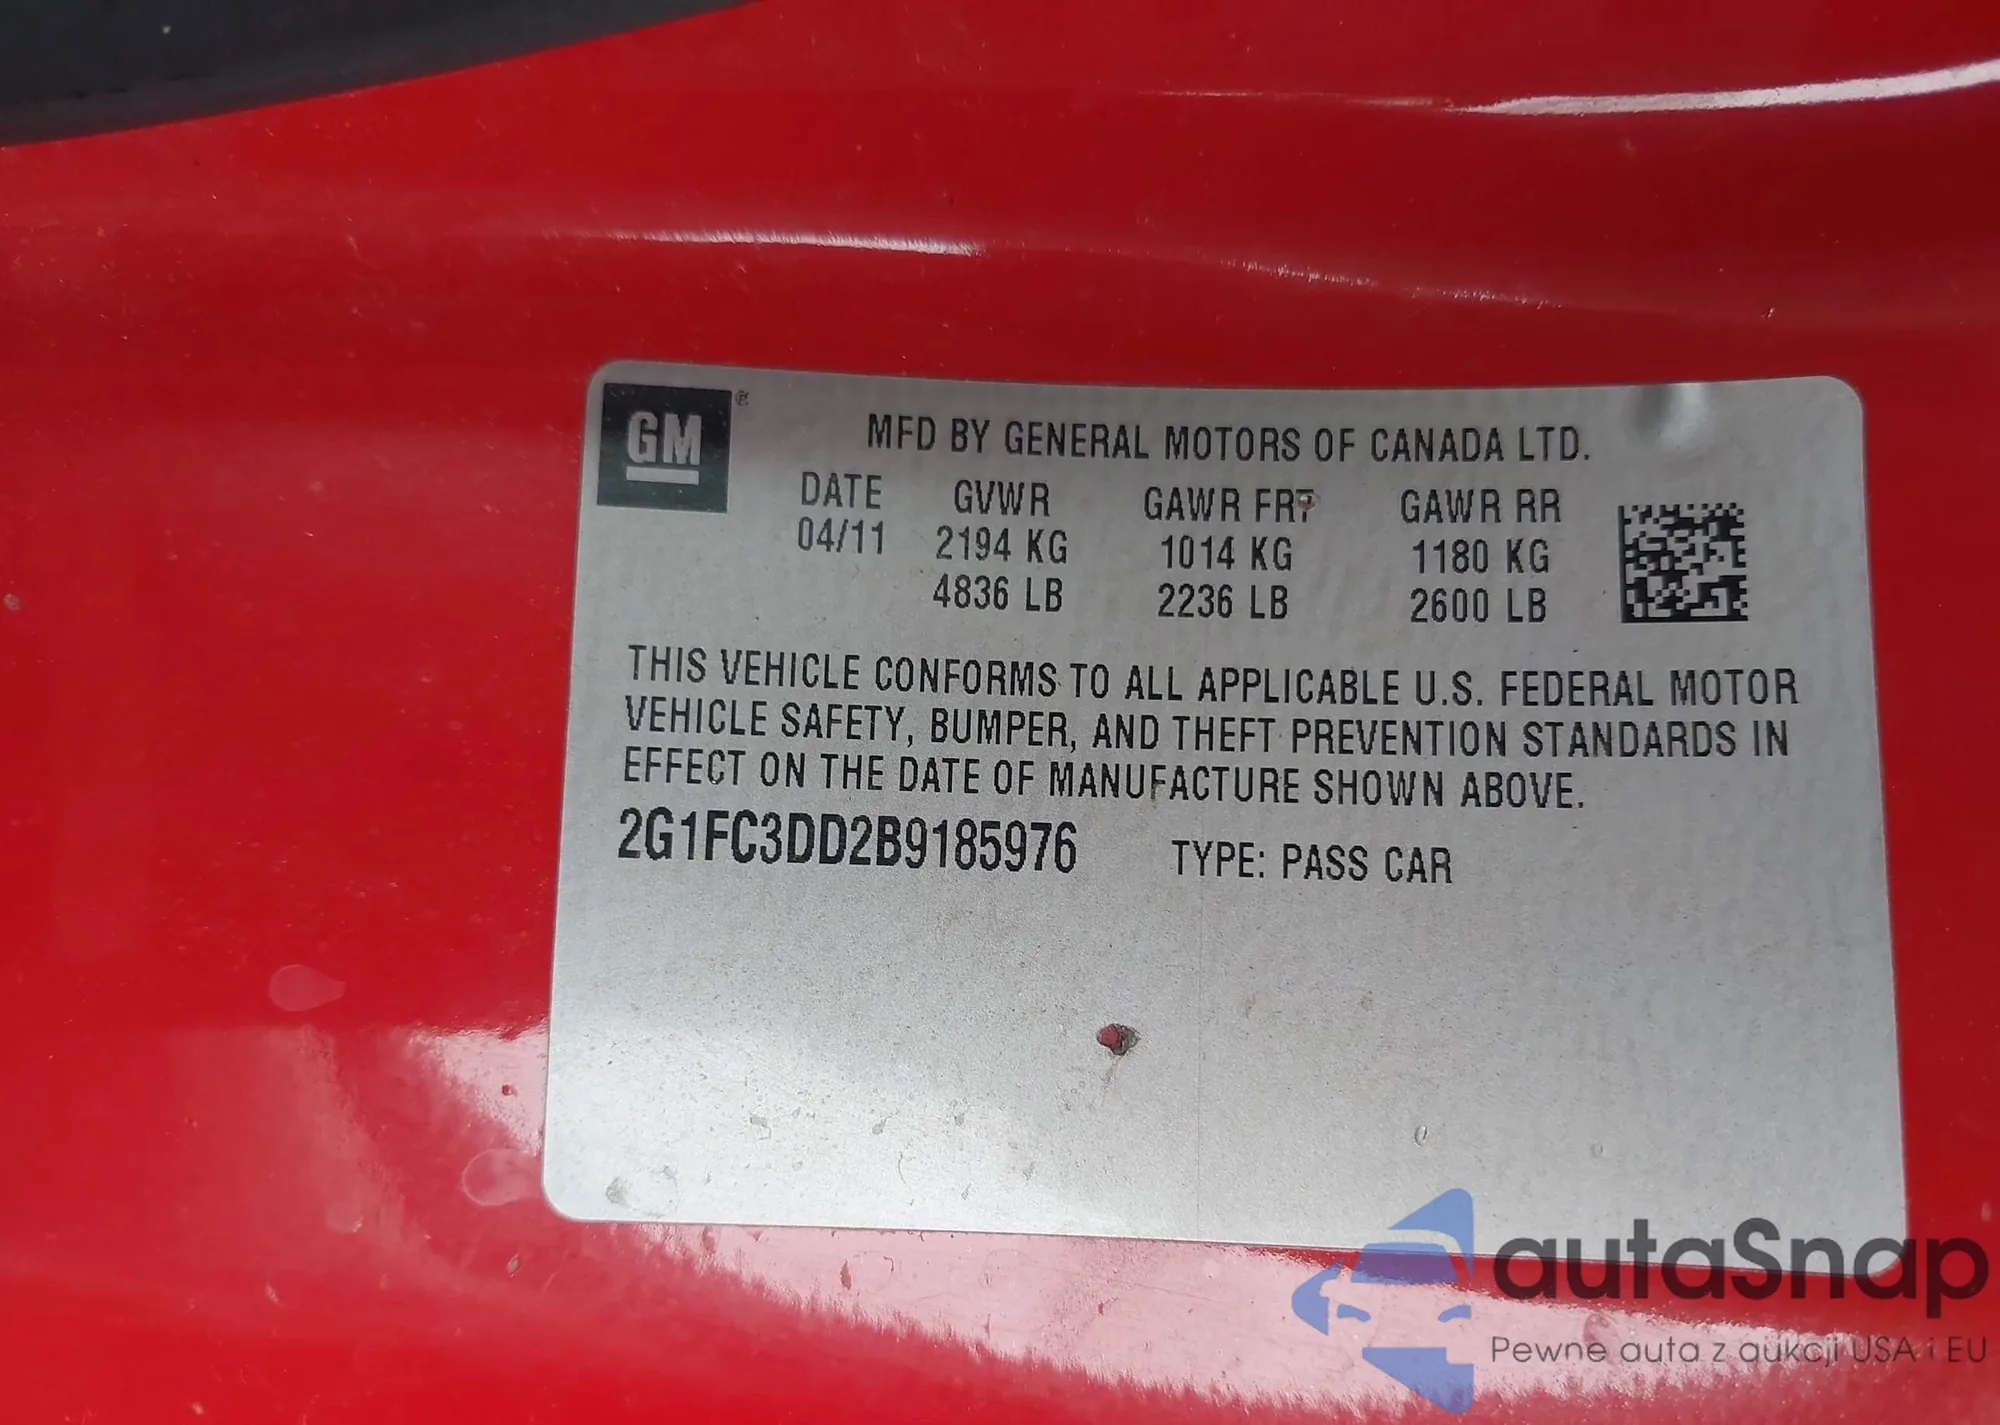 GM®
MFD BY GENERAL MOTORS OF CANADA LTD.
DATE GVWR GAWR FRT GAWR RR
04/11 2194 KG 1014 KG 1180 KG
4836 LB 2236 LB 2600 LB
THIS VEHICLE CONFORMS TO ALL APPLICABLE U.S. FEDERAL MOTOR
VEHICLE SAFETY, BUMPER, AND THEFT PREVENTION STANDARDS IN
EFFECT ON THE DATE OF MANUFACTURE SHOWN ABOVE.
2G1FC3DD2B9185976 TYPE: PASS CAR
autaSnap
Pewne auta z aukcji USA i EU